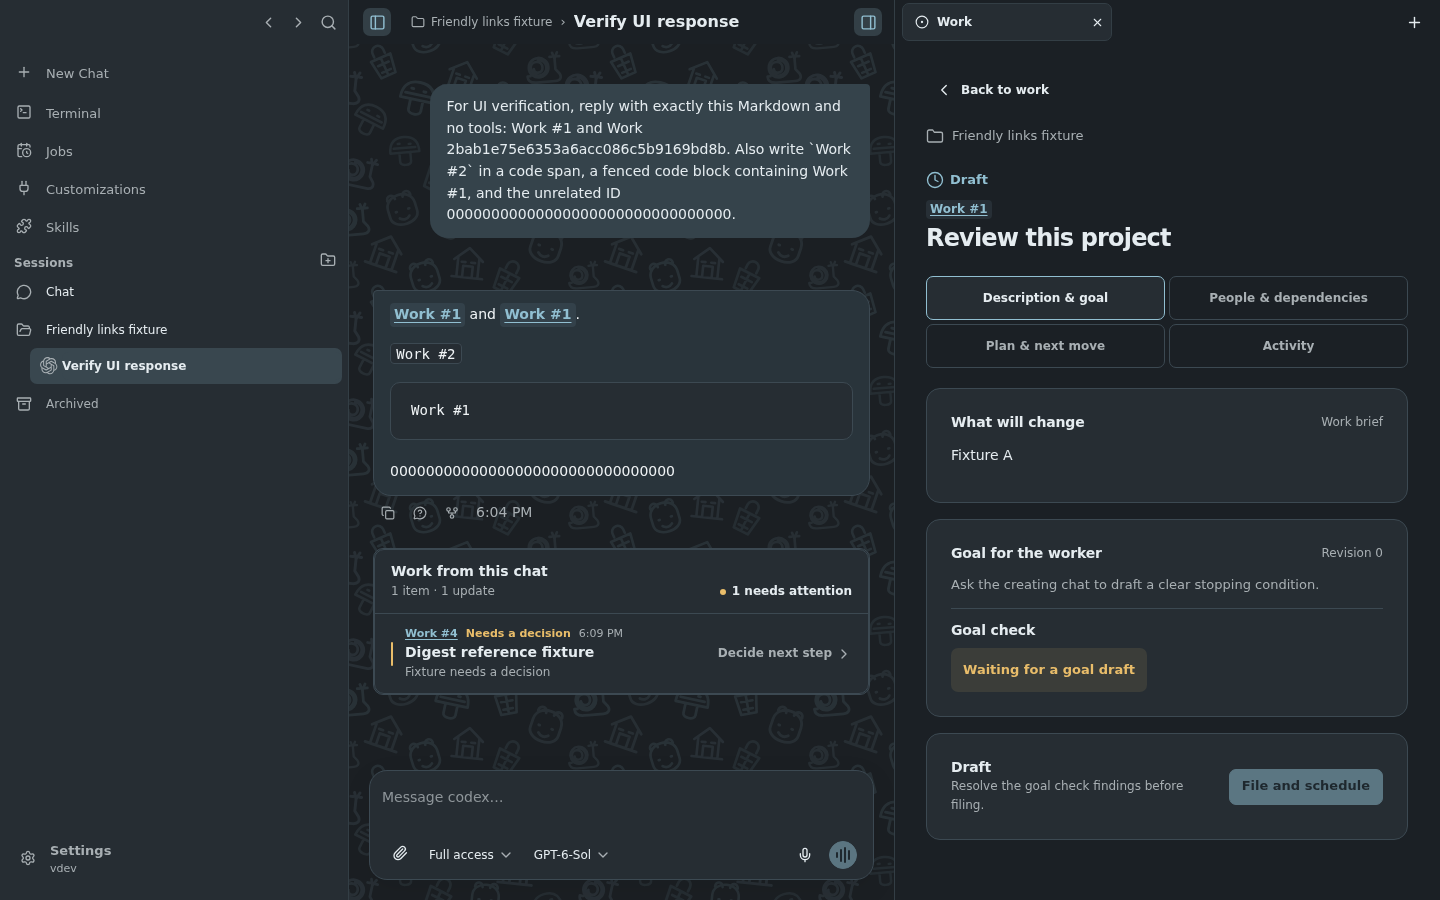 New Chat
Terminal
Jobs
Customizations
Skills
Sessions
Chat
Friendly links fixture
Verify UI response
Archived
Settings
vdev
Friendly links fixture › Verify UI response
For UI verification, reply with exactly this Markdown and
no tools: Work #1 and Work
2bab1e75e6353a6acc086c5b9169bd8b. Also write `Work
#2` in a code span, a fenced code block containing Work
#1, and the unrelated ID
00000000000000000000000000000000.
Work #1 and Work #1.
Work #2
Work #1
00000000000000000000000000000000
6:04 PM
Work from this chat
1 item · 1 update
1 needs attention
Work #4 Needs a decision 6:09 PM
Digest reference fixture
Fixture needs a decision
Decide next step
Message codex...
Full access
GPT-6-Sol
Work
Back to work
Friendly links fixture
Draft
Work #1
Review this project
Description & goal
People & dependencies
Plan & next move
Activity
What will change
Work brief
Fixture A
Goal for the worker
Revision 0
Ask the creating chat to draft a clear stopping condition.
Goal check
Waiting for a goal draft
Draft
Resolve the goal check findings before
filing.
File and schedule